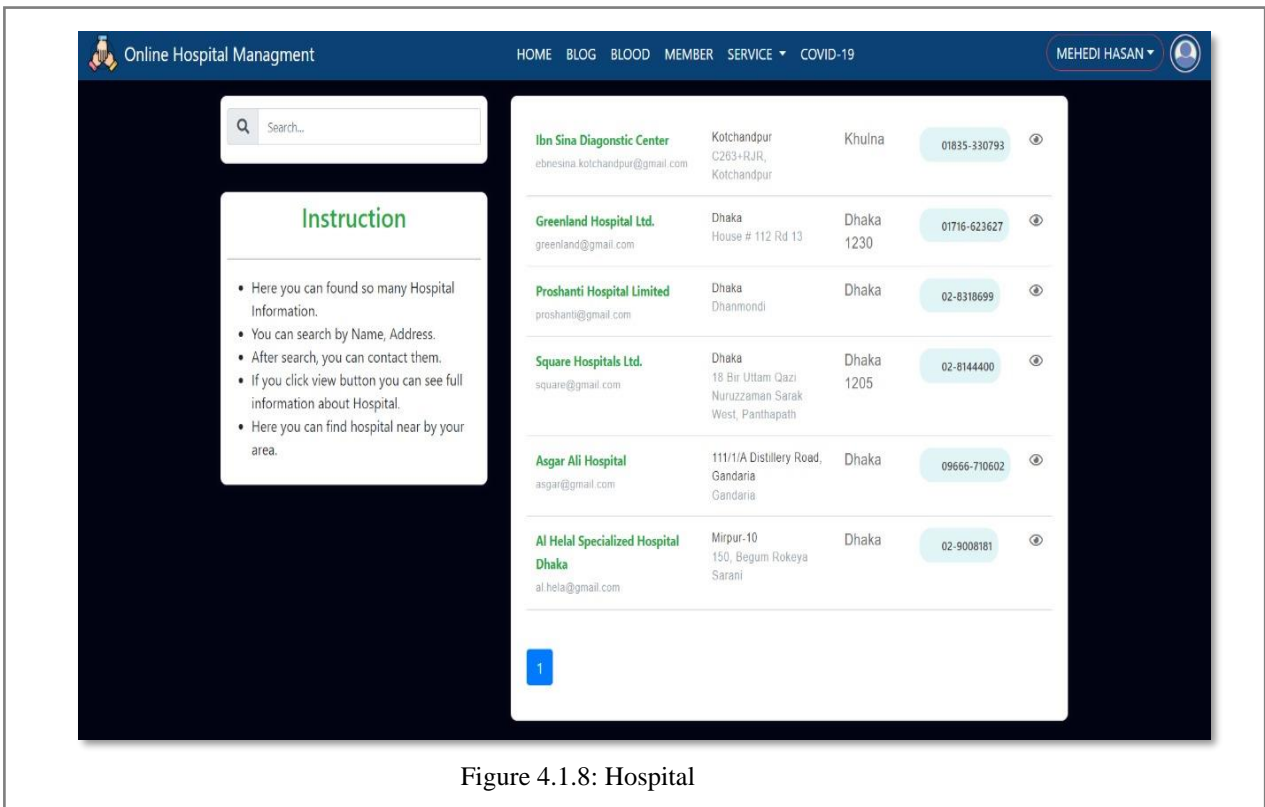 Online Hospital Managment
HOME BLOG BLOOD MEMBER SERVICE COVID-19
MEHEDI HASAN
Search...
Instruction
• Here you can found so many Hospital
Information.
• You can search by Name, Address.
• After search, you can contact them.
• If you click view button you can see full
information about Hospital.
• Here you can find hospital near by your
area.
Ibn Sina Diagonstic Center
ebnesina.kotchandpur@gmail.com
Kotchandpur
C263+RJR,
Kotchandpur
Khulna
01835-330793
Greenland Hospital Ltd.
greenland@gmail.com
Dhaka
House # 112 Rd 13
Dhaka
1230
01716-623627
Proshanti Hospital Limited
proshanti@gmail.com
Dhaka
Dhanmondi
Dhaka
02-8318699
Square Hospitals Ltd.
square@gmail.com
Dhaka
18 Bir Uttam Qazi
Nuruzzaman Sarak
West, Panthapath
Dhaka
1205
02-8144400
Asgar Ali Hospital
asgar@gmail.com
111/1/A Distillery Road,
Gandaria
Gandaria
Dhaka
09666-710602
Al Helal Specialized Hospital
Dhaka
al.hela@gmail.com
Mirpur-10
150, Begum Rokeya
Sarani
Dhaka
02-9008181
1
Figure 4.1.8: Hospital